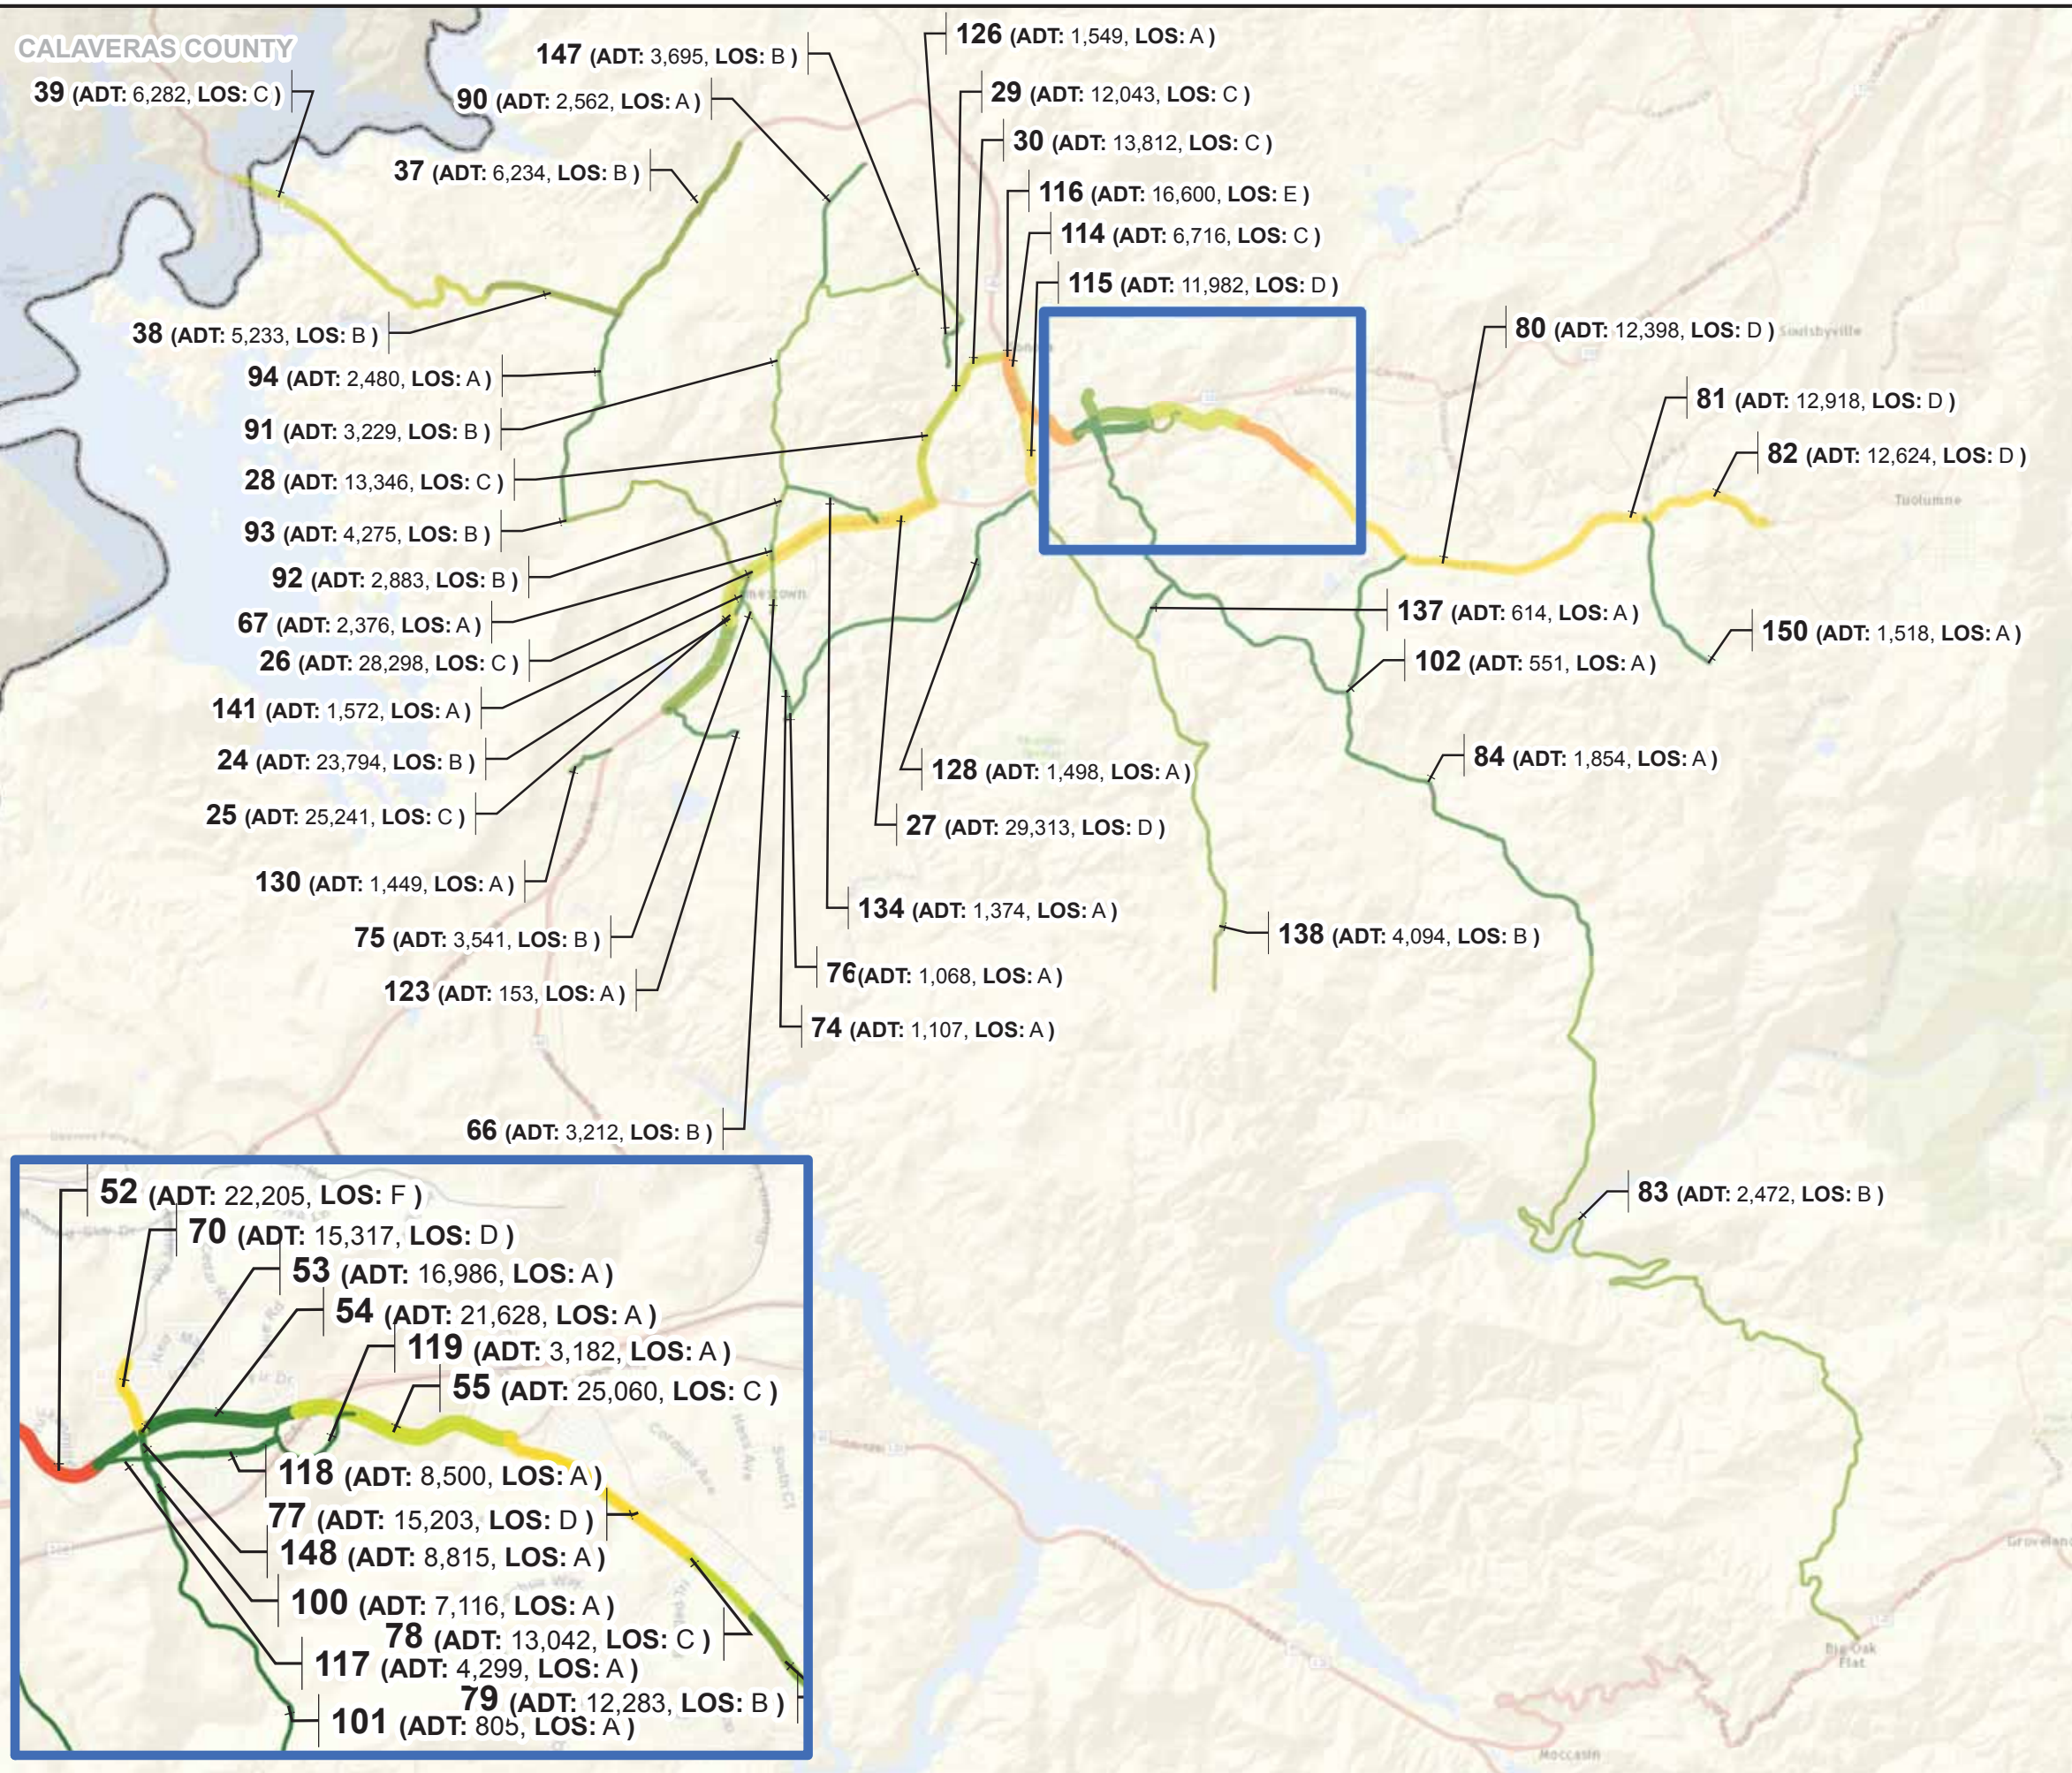 CALAVERAS COUNTY
126 (ADT: 1,549, LOS: A )
147 (ADT: 3,695, LOS: B )
39 (ADT: 6,282, LOS: C )
90 (ADT: 2,562, LOS: A )
29 (ADT: 12,043, LOS: C )
30 (ADT: 13,812, LOS: C )
37 (ADT: 6,234, LOS: B )
116 (ADT: 16,600, LOS: E )
114 (ADT: 6,716, LOS: C )
115 (ADT: 11,982, LOS: D )
38 (ADT: 5,233, LOS: B )
80 (ADT: 12,398, LOS: D )
Soulsbyville
94 (ADT: 2,480, LOS: A )
81 (ADT: 12,918, LOS: D )
91 (ADT: 3,229, LOS: B )
82 (ADT: 12,624, LOS: D )
28 (ADT: 13,346, LOS: C )
Tuolumne
93 (ADT: 4,275, LOS: B )
92 (ADT: 2,883, LOS: B )
67 (ADT: 2,376, LOS: A )
137 (ADT: 614, LOS: A )
150 (ADT: 1,518, LOS: A )
26 (ADT: 28,298, LOS: C )
102 (ADT: 551, LOS: A )
141 (ADT: 1,572, LOS: A )
24 (ADT: 23,794, LOS: B )
84 (ADT: 1,854, LOS: A )
128 (ADT: 1,498, LOS: A )
25 (ADT: 25,241, LOS: C )
27 (ADT: 29,313, LOS: D )
130 (ADT: 1,449, LOS: A )
134 (ADT: 1,374, LOS: A )
75 (ADT: 3,541, LOS: B )
138 (ADT: 4,094, LOS: B )
76(ADT: 1,068, LOS: A )
123 (ADT: 153, LOS: A )
74 (ADT: 1,107, LOS: A )
66 (ADT: 3,212, LOS: B )
83 (ADT: 2,472, LOS: B )
52 (ADT: 22,205, LOS: F )
70 (ADT: 15,317, LOS: D )
53 (ADT: 16,986, LOS: A )
54 (ADT: 21,628, LOS: A )
119 (ADT: 3,182, LOS: A )
55 (ADT: 25,060, LOS: C )
Cordelia Ave
Hess Ave
South Ct
118 (ADT: 8,500, LOS: A )
77 (ADT: 15,203, LOS: D )
148 (ADT: 8,815, LOS: A )
100 (ADT: 7,116, LOS: A )
78 (ADT: 13,042, LOS: C )
117 (ADT: 4,299, LOS: A )
79 (ADT: 12,283, LOS: B )
101 (ADT: 805, LOS: A )
Groveland
Big Oak
Flat
Moccasin